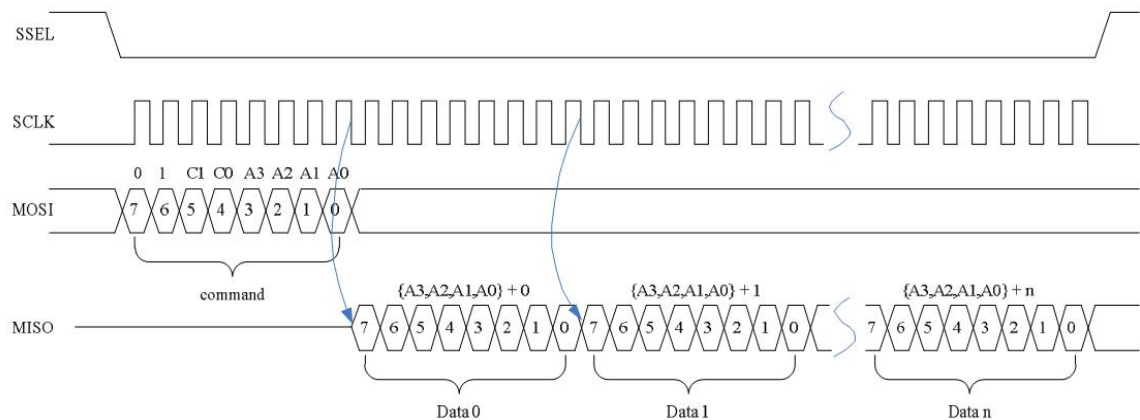 SSEL
SCLK
0 1 C1 C0 A3 A2 A1 A0
MOSI
7 6 5 4 3 2 1 0
command
{A3,A2,A1,A0} + 0
{A3,A2,A1,A0} + 1
{A3,A2,A1,A0} + n
MISO
7 6 5 4 3 2 1 0 7 6 5 4 3 2 1 0 7 6 5 4 3 2 1 0
Data 0
Data 1
Data n